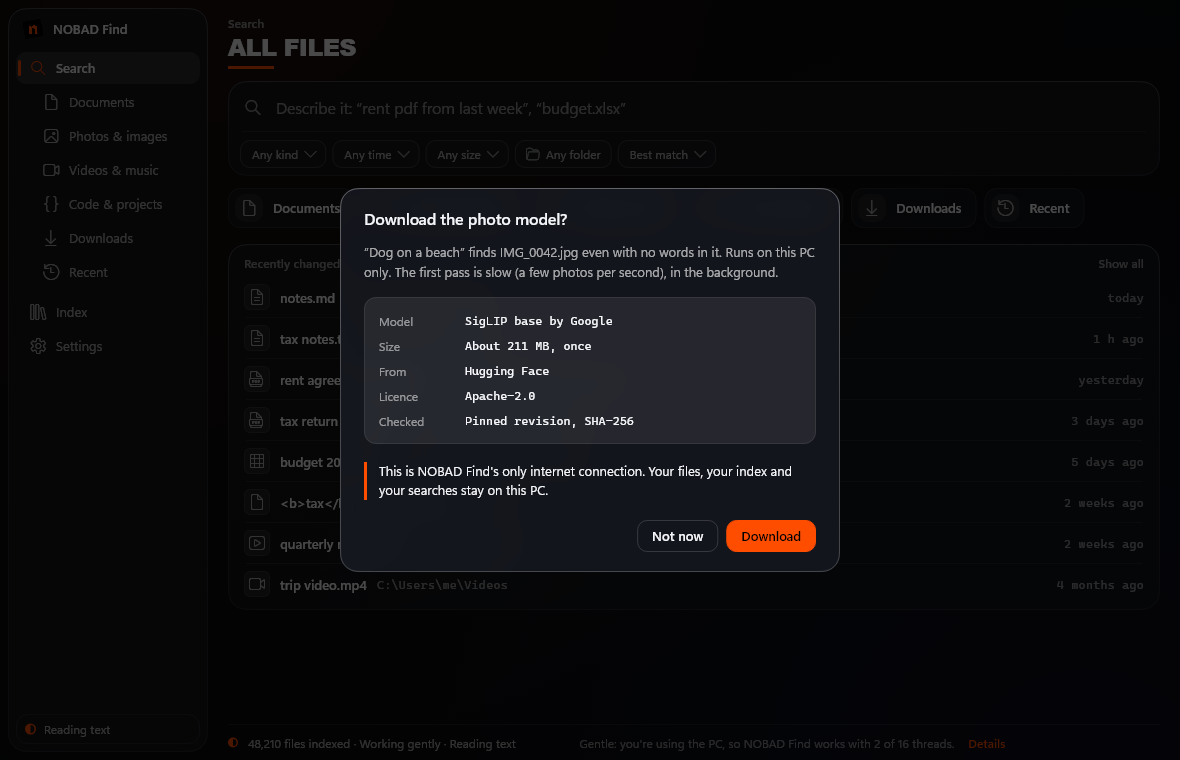 NOBAD Find
Search
Documents
Photos & images
Videos & music
Code & projects
Downloads
Recent
Index
Settings
Reading text
Search
ALL FILES
Describe it: “rent pdf from last week”, “budget.xlsx”
Any kind
Any time
Any size
Any folder
Best match
Documents
Downloads
Recent
Recently changed
Show all
notes.md
today
tax notes.t
1 h ago
rent agree
yesterday
tax return
3 days ago
budget 20
5 days ago
<b>tax</
2 weeks ago
quarterly
2 weeks ago
trip video.mp4 C:\Users\me\Videos
4 months ago
Download the photo model?
“Dog on a beach” finds IMG_0042.jpg even with no words in it. Runs on this PC
only. The first pass is slow (a few photos per second), in the background.
Model SigLIP base by Google
Size About 211 MB, once
From Hugging Face
Licence Apache-2.0
Checked Pinned revision, SHA-256
This is NOBAD Find's only internet connection. Your files, your index and
your searches stay on this PC.
Not now
Download
48,210 files indexed · Working gently · Reading text
Gentle: you're using the PC, so NOBAD Find works with 2 of 16 threads. Details